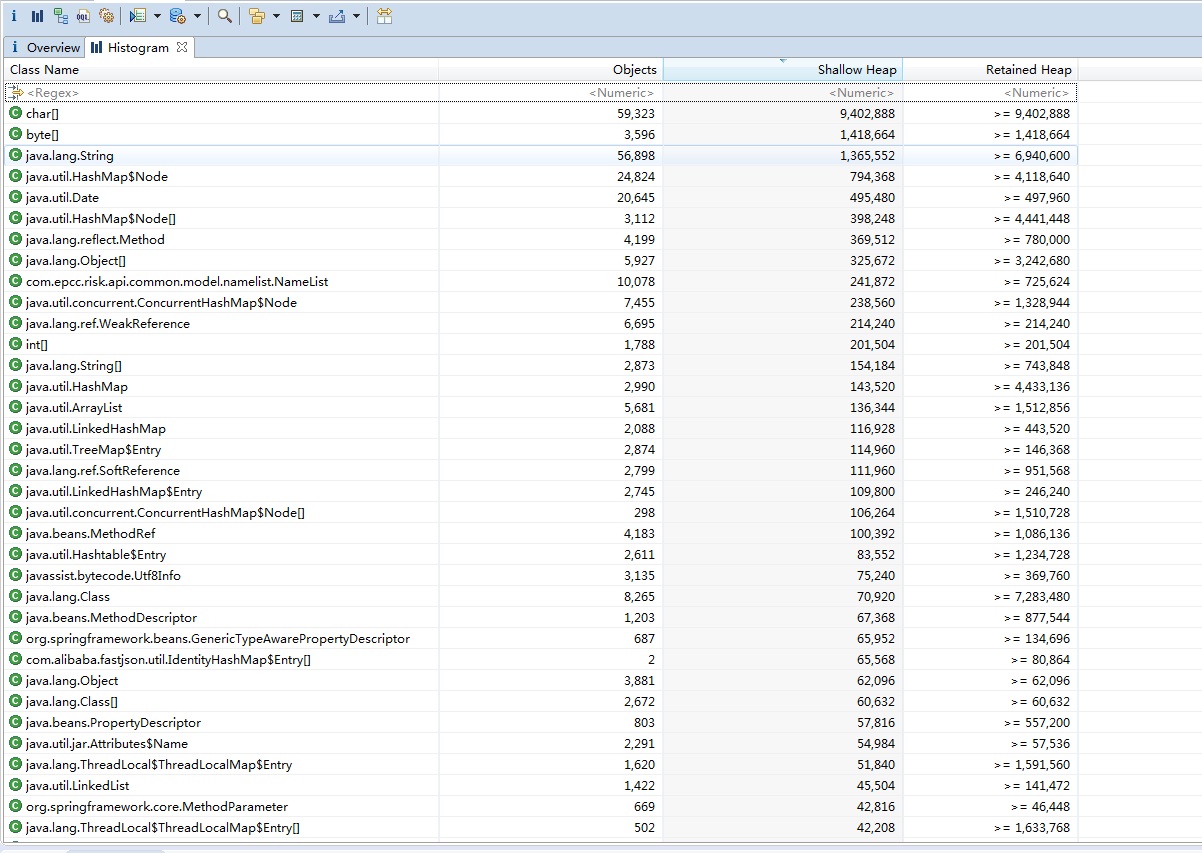 i OQL
i Overview Histogram
Class Name Objects Shallow Heap Retained Heap
<Regex> <Numeric> <Numeric> <Numeric>
C char[] 59,323 9,402,888 >= 9,402,888
C byte[] 3,596 1,418,664 >= 1,418,664
C java.lang.String 56,898 1,365,552 >= 6,940,600
C java.util.HashMap$Node 24,824 794,368 >= 4,118,640
C java.util.Date 20,645 495,480 >= 497,960
C java.util.HashMap$Node[] 3,112 398,248 >= 4,441,448
C java.lang.reflect.Method 4,199 369,512 >= 780,000
C java.lang.Object[] 5,927 325,672 >= 3,242,680
C com.epcc.risk.api.common.model.namelist.NameList 10,078 241,872 >= 725,624
C java.util.concurrent.ConcurrentHashMap$Node 7,455 238,560 >= 1,328,944
C java.lang.ref.WeakReference 6,695 214,240 >= 214,240
C int[] 1,788 201,504 >= 201,504
C java.lang.String[] 2,873 154,184 >= 743,848
C java.util.HashMap 2,990 143,520 >= 4,433,136
C java.util.ArrayList 5,681 136,344 >= 1,512,856
C java.util.LinkedHashMap 2,088 116,928 >= 443,520
C java.util.TreeMap$Entry 2,874 114,960 >= 146,368
C java.lang.ref.SoftReference 2,799 111,960 >= 951,568
C java.util.LinkedHashMap$Entry 2,745 109,800 >= 246,240
C java.util.concurrent.ConcurrentHashMap$Node[] 298 106,264 >= 1,510,728
C java.beans.MethodRef 4,183 100,392 >= 1,086,136
C java.util.Hashtable$Entry 2,611 83,552 >= 1,234,728
C javassist.bytecode.Utf8Info 3,135 75,240 >= 369,760
C java.lang.Class 8,265 70,920 >= 7,283,480
C java.beans.MethodDescriptor 1,203 67,368 >= 877,544
C org.springframework.beans.GenericTypeAwarePropertyDescriptor 687 65,952 >= 134,696
C com.alibaba.fastjson.util.IdentityHashMap$Entry[] 2 65,568 >= 80,864
C java.lang.Object 3,881 62,096 >= 62,096
C java.lang.Class[] 2,672 60,632 >= 60,632
C java.beans.PropertyDescriptor 803 57,816 >= 557,200
C java.util.jar.Attributes$Name 2,291 54,984 >= 57,536
C java.lang.ThreadLocal$ThreadLocalMap$Entry 1,620 51,840 >= 1,591,560
C java.util.LinkedList 1,422 45,504 >= 141,472
C org.springframework.core.MethodParameter 669 42,816 >= 46,448
C java.lang.ThreadLocal$ThreadLocalMap$Entry[] 502 42,208 >= 1,633,768